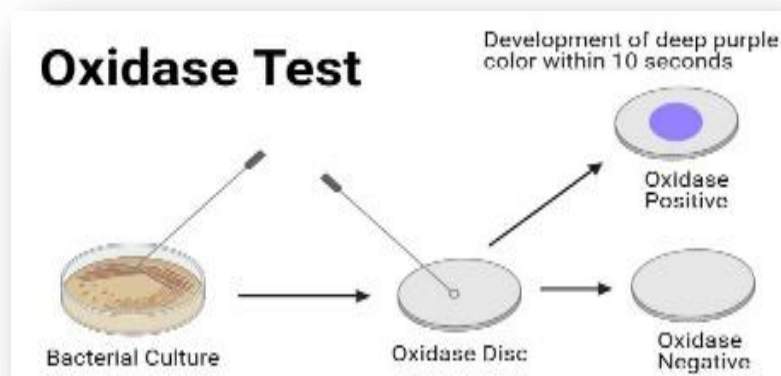 Oxidase Test
Development of deep purple
color within 10 seconds
Oxidase
Positive
Bacterial Culture
Oxidase Disc
Oxidase
Negative